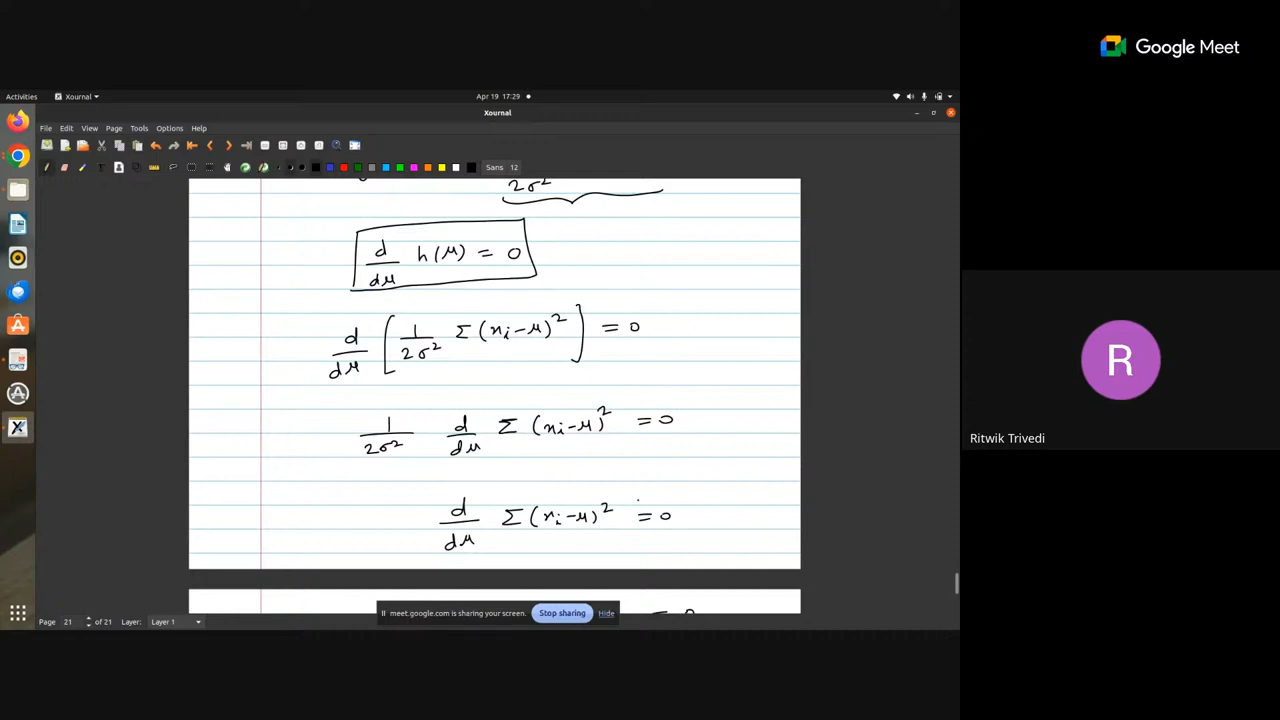 Google Meet
Activities Xournal Apr 19 17:29
Xournal
File Edit View Page Tools Options Help
Sans 12
2σ²
d/dμ h(μ) = 0
d/dμ [ 1/2σ² Σ (xi-μ)² ] = 0
1/2σ² d/dμ Σ (xi-μ)² = 0
d/dμ Σ (xi-μ)² = 0
= 0
meet.google.com is sharing your screen. Stop sharing Hide
Page 21 of 21 Layer: Layer 1
R
Ritwik Trivedi